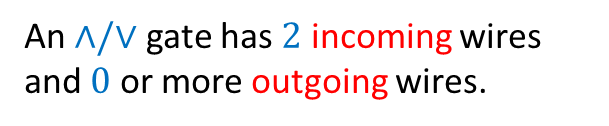 An ∧/∨ gate has 2 incoming wires
and 0 or more outgoing wires.